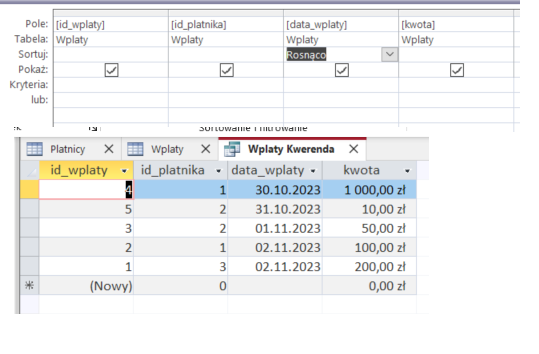 Pole: [id_wplaty] [id_platnika] [data_wplaty] [kwota]
Tabela: Wplaty Wplaty Wplaty Wplaty
Sortuj: Rosnąco
Pokaż:
Kryteria:
lub:
Sortowanie i filtrowanie
Platnicy Wplaty Wplaty Kwerenda
id_wplaty id_platnika data_wplaty kwota
4 1 30.10.2023 1 000,00 zł
5 2 31.10.2023 10,00 zł
3 2 01.11.2023 50,00 zł
2 1 02.11.2023 100,00 zł
1 3 02.11.2023 200,00 zł
(Nowy) 0 0,00 zł